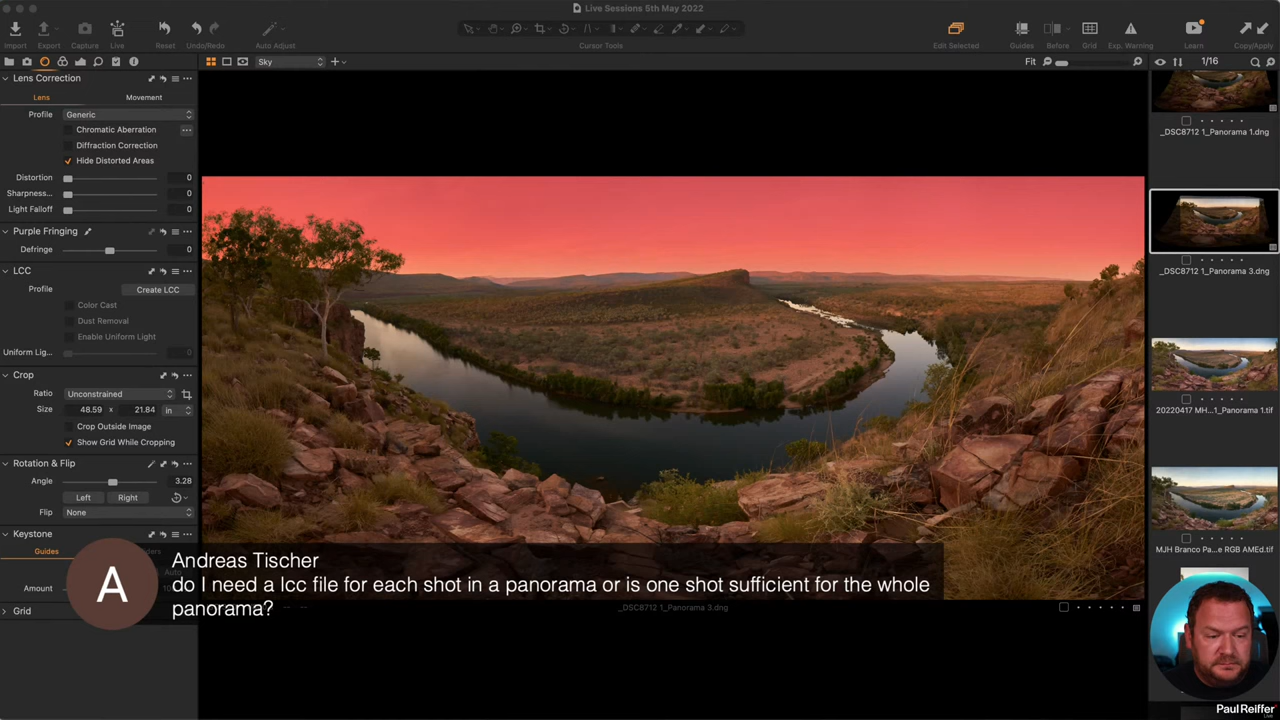 Live Sessions 5th May 2022
Import Export Capture Live Reset Undo/Redo Auto Adjust Cursor Tools Edit Selected Guides Before Grid Exp. Warning Learn Copy/Apply
Sky
Fit
1/16
Lens Correction
Lens Movement
Profile Generic
Chromatic Aberration
Diffraction Correction
Hide Distorted Areas
Distortion 0
Sharpness... 0
Light Falloff 0
Purple Fringing
Defringe 0
LCC
Profile Create LCC
Color Cast
Dust Removal
Enable Uniform Light
Uniform Lig... 0
Crop
Ratio Unconstrained
Size 48.59 x 21.84 in
Crop Outside Image
Show Grid While Cropping
Rotation & Flip
Angle 3.28
Left Right
Flip None
Keystone
Guides
Amount
Grid
A
Andreas Tischer
do I need a lcc file for each shot in a panorama or is one shot sufficient for the whole
panorama?
_DSC8712 1_Panorama 3.dng
_DSC8712 1_Panorama 1.dng
_DSC8712 1_Panorama 3.dng
20220417 MH...1_Panorama 1.tif
MJH Branco Pa...e RGB AMEd.tif
Paul Reiffer
Live